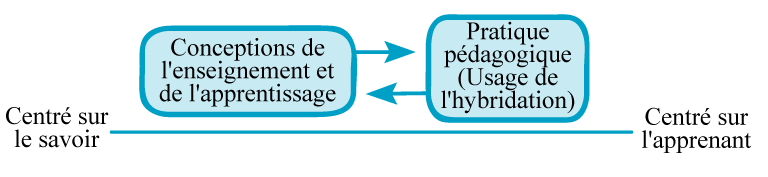 Conceptions de
l'enseignement et
de l'apprentissage
Pratique
pédagogique
(Usage de
l'hybridation)
Centré sur
le savoir
Centré sur
l'apprenant